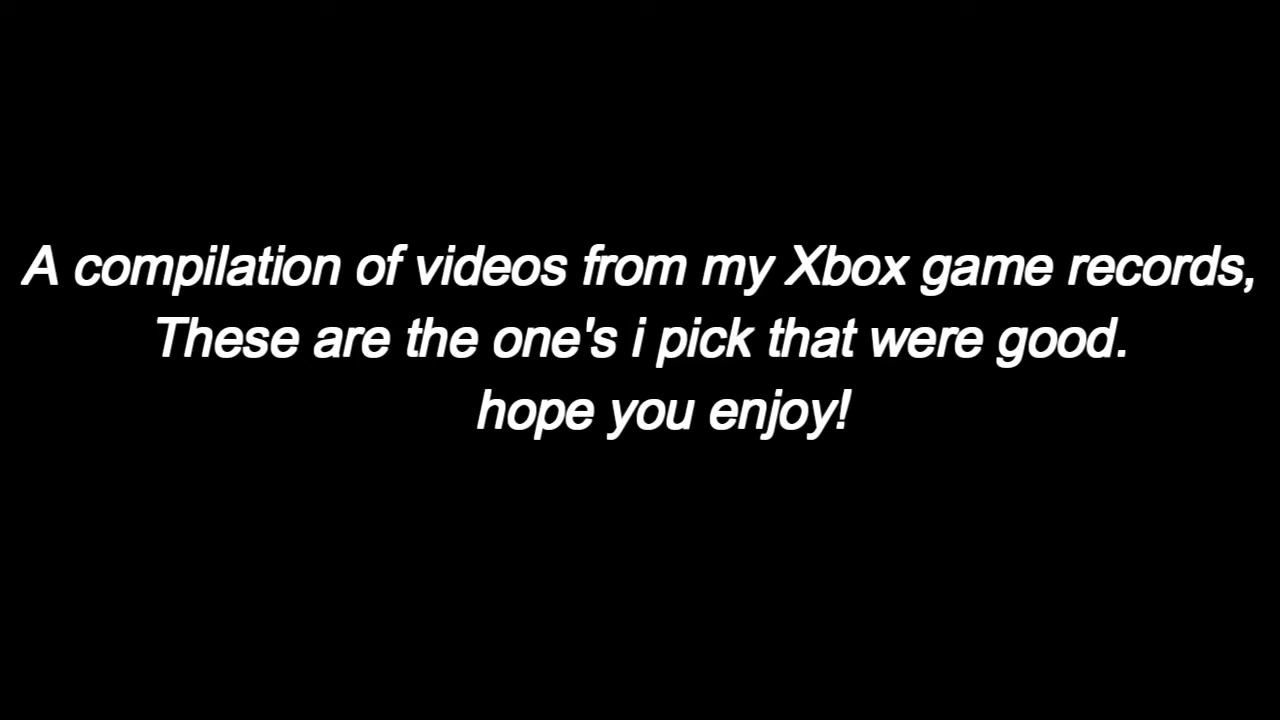 A compilation of videos from my Xbox game records,
These are the one's i pick that were good.
hope you enjoy!